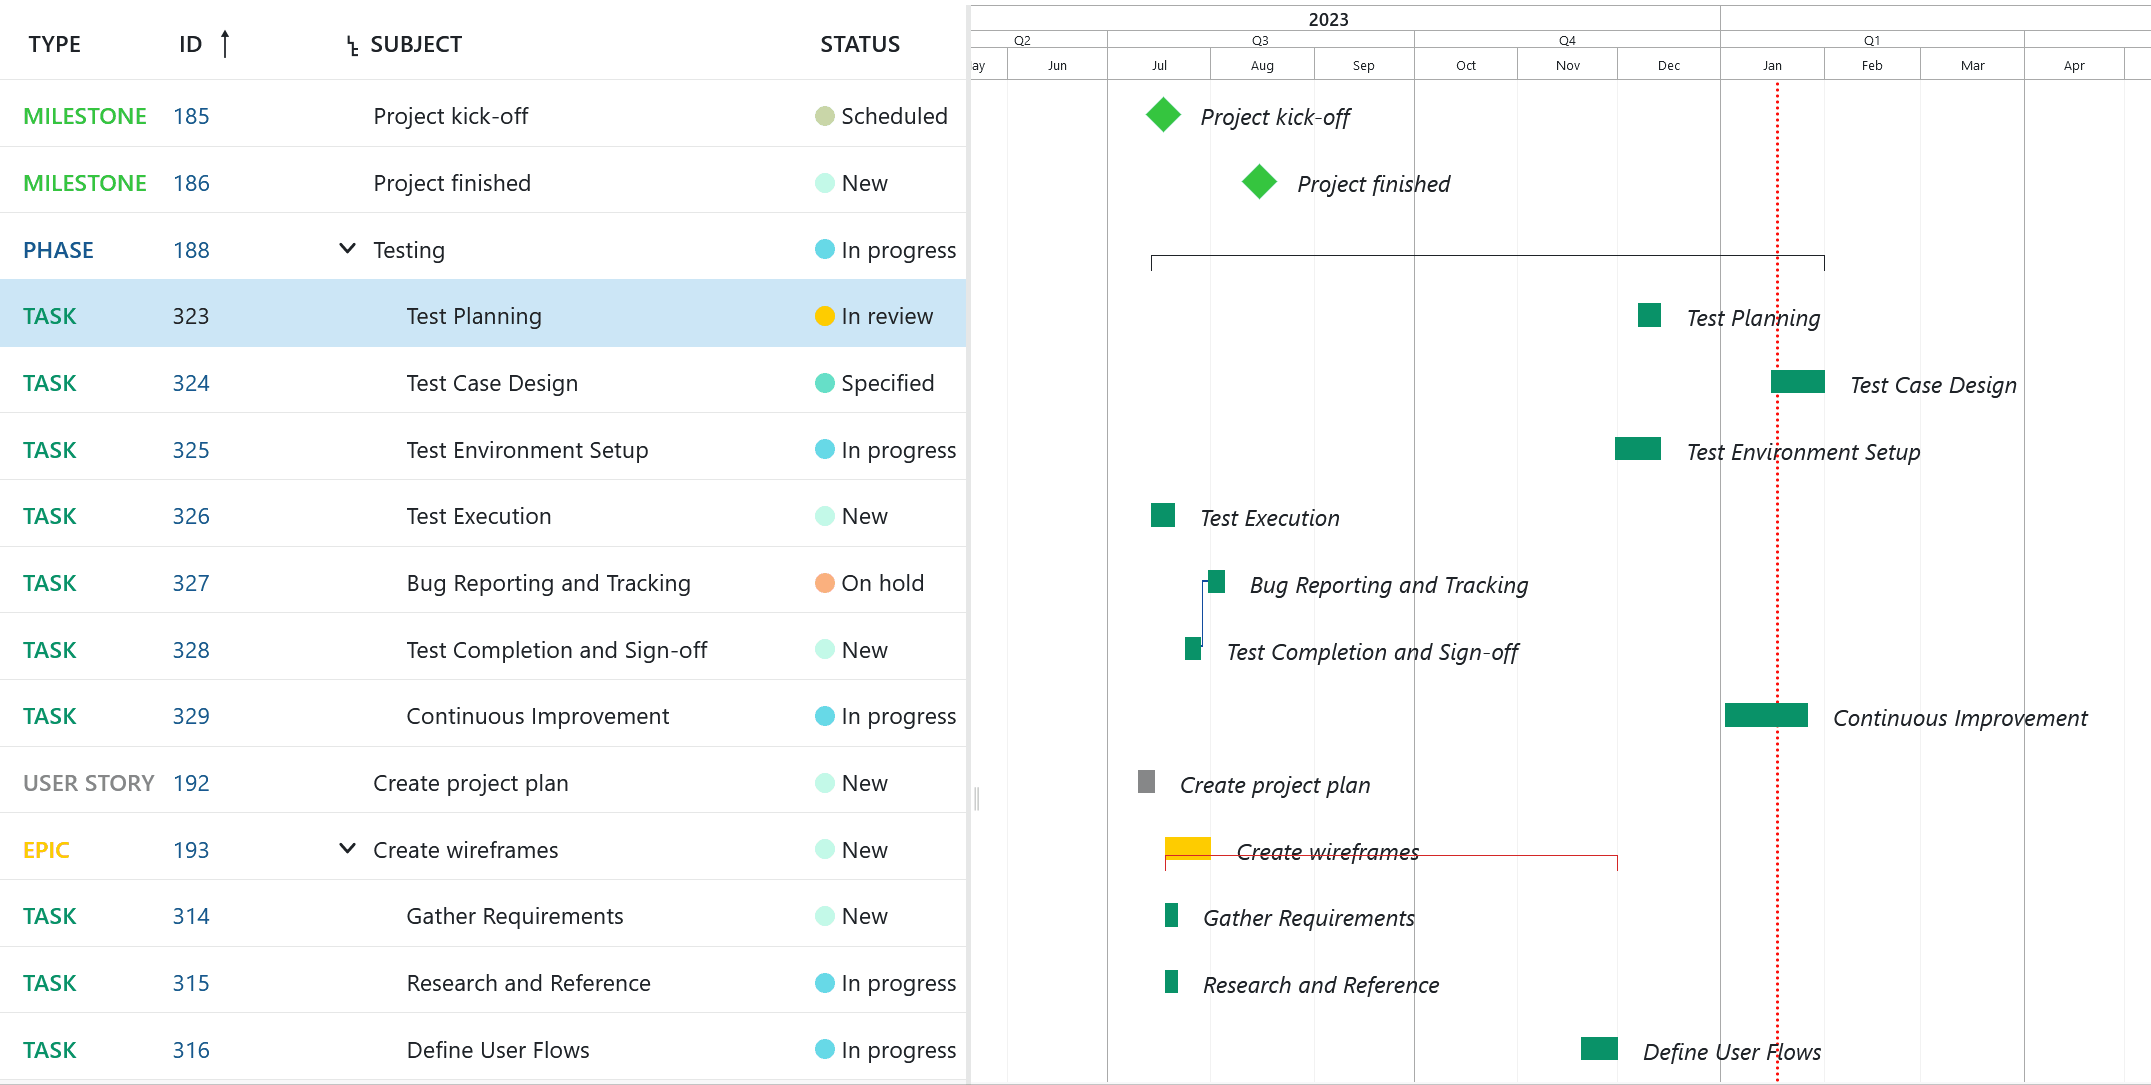 TYPE ID SUBJECT STATUS
2023
Q2 Q3 Q4 Q1
ay Jun Jul Aug Sep Oct Nov Dec Jan Feb Mar Apr
MILESTONE 185 Project kick-off Scheduled Project kick-off
MILESTONE 186 Project finished New Project finished
PHASE 188 Testing In progress
TASK 323 Test Planning In review Test Planning
TASK 324 Test Case Design Specified Test Case Design
TASK 325 Test Environment Setup In progress Test Environment Setup
TASK 326 Test Execution New Test Execution
TASK 327 Bug Reporting and Tracking On hold Bug Reporting and Tracking
TASK 328 Test Completion and Sign-off New Test Completion and Sign-off
TASK 329 Continuous Improvement In progress Continuous Improvement
USER STORY 192 Create project plan New Create project plan
EPIC 193 Create wireframes New Create wireframes
TASK 314 Gather Requirements New Gather Requirements
TASK 315 Research and Reference In progress Research and Reference
TASK 316 Define User Flows In progress Define User Flows